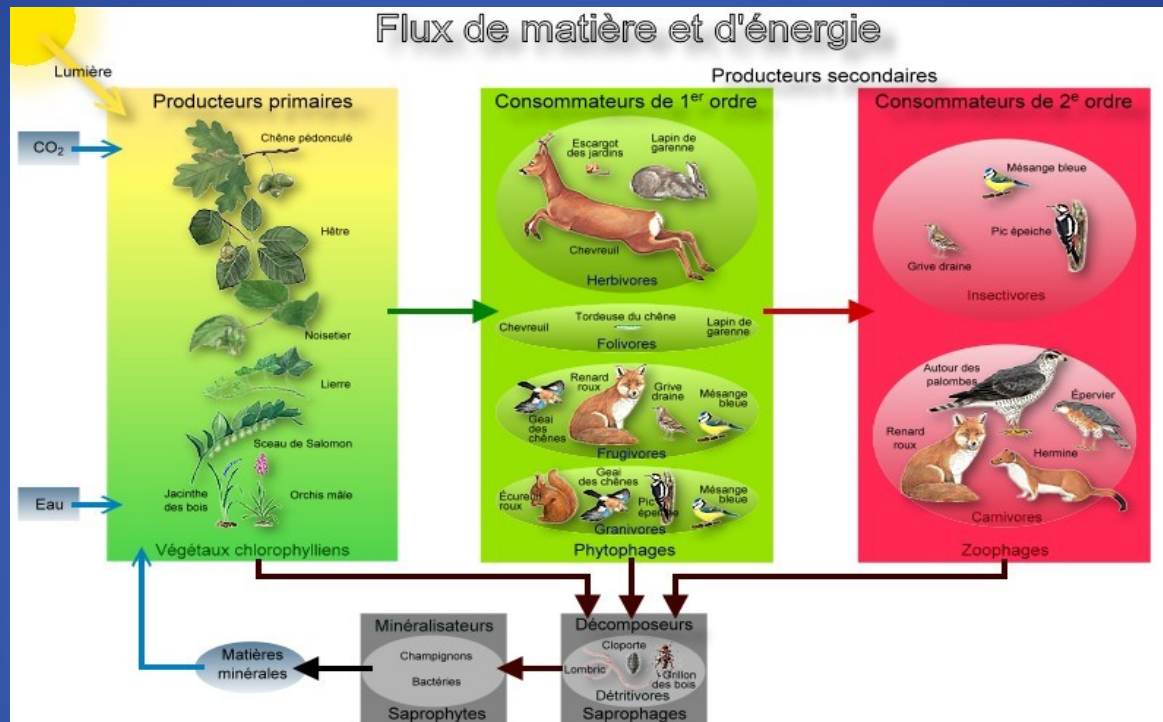 Flux de matière et d'énergie
Lumière
Producteurs secondaires
Producteurs primaires
Consommateurs de 1er ordre
Consommateurs de 2e ordre
CO2
Eau
Chêne pédonculé
Hêtre
Noisetier
Lierre
Sceau de Salomon
Jacinthe
des bois
Orchis mâle
Végétaux chlorophylliens
Escargot
des jardins
Lapin de
garenne
Chevreuil
Herbivores
Chevreuil
Tordeuse du chêne
Lapin de
garenne
Folivores
Geai
des chênes
Renard
roux
Grive
draine
Mésange
bleue
Frugivores
Écureuil
roux
Geai
des chênes
Pic
épeiche
Mésange
bleue
Granivores
Phytophages
Mésange bleue
Pic épeiche
Grive draine
Insectivores
Autour des
palombes
Épervier
Renard
roux
Hermine
Carnivores
Zoophages
Matières
minérales
Minéralisateurs
Champignons
Bactéries
Saprophytes
Décomposeurs
Cloporte
Lombric
Grillon
des bois
Détritivores
Saprophages